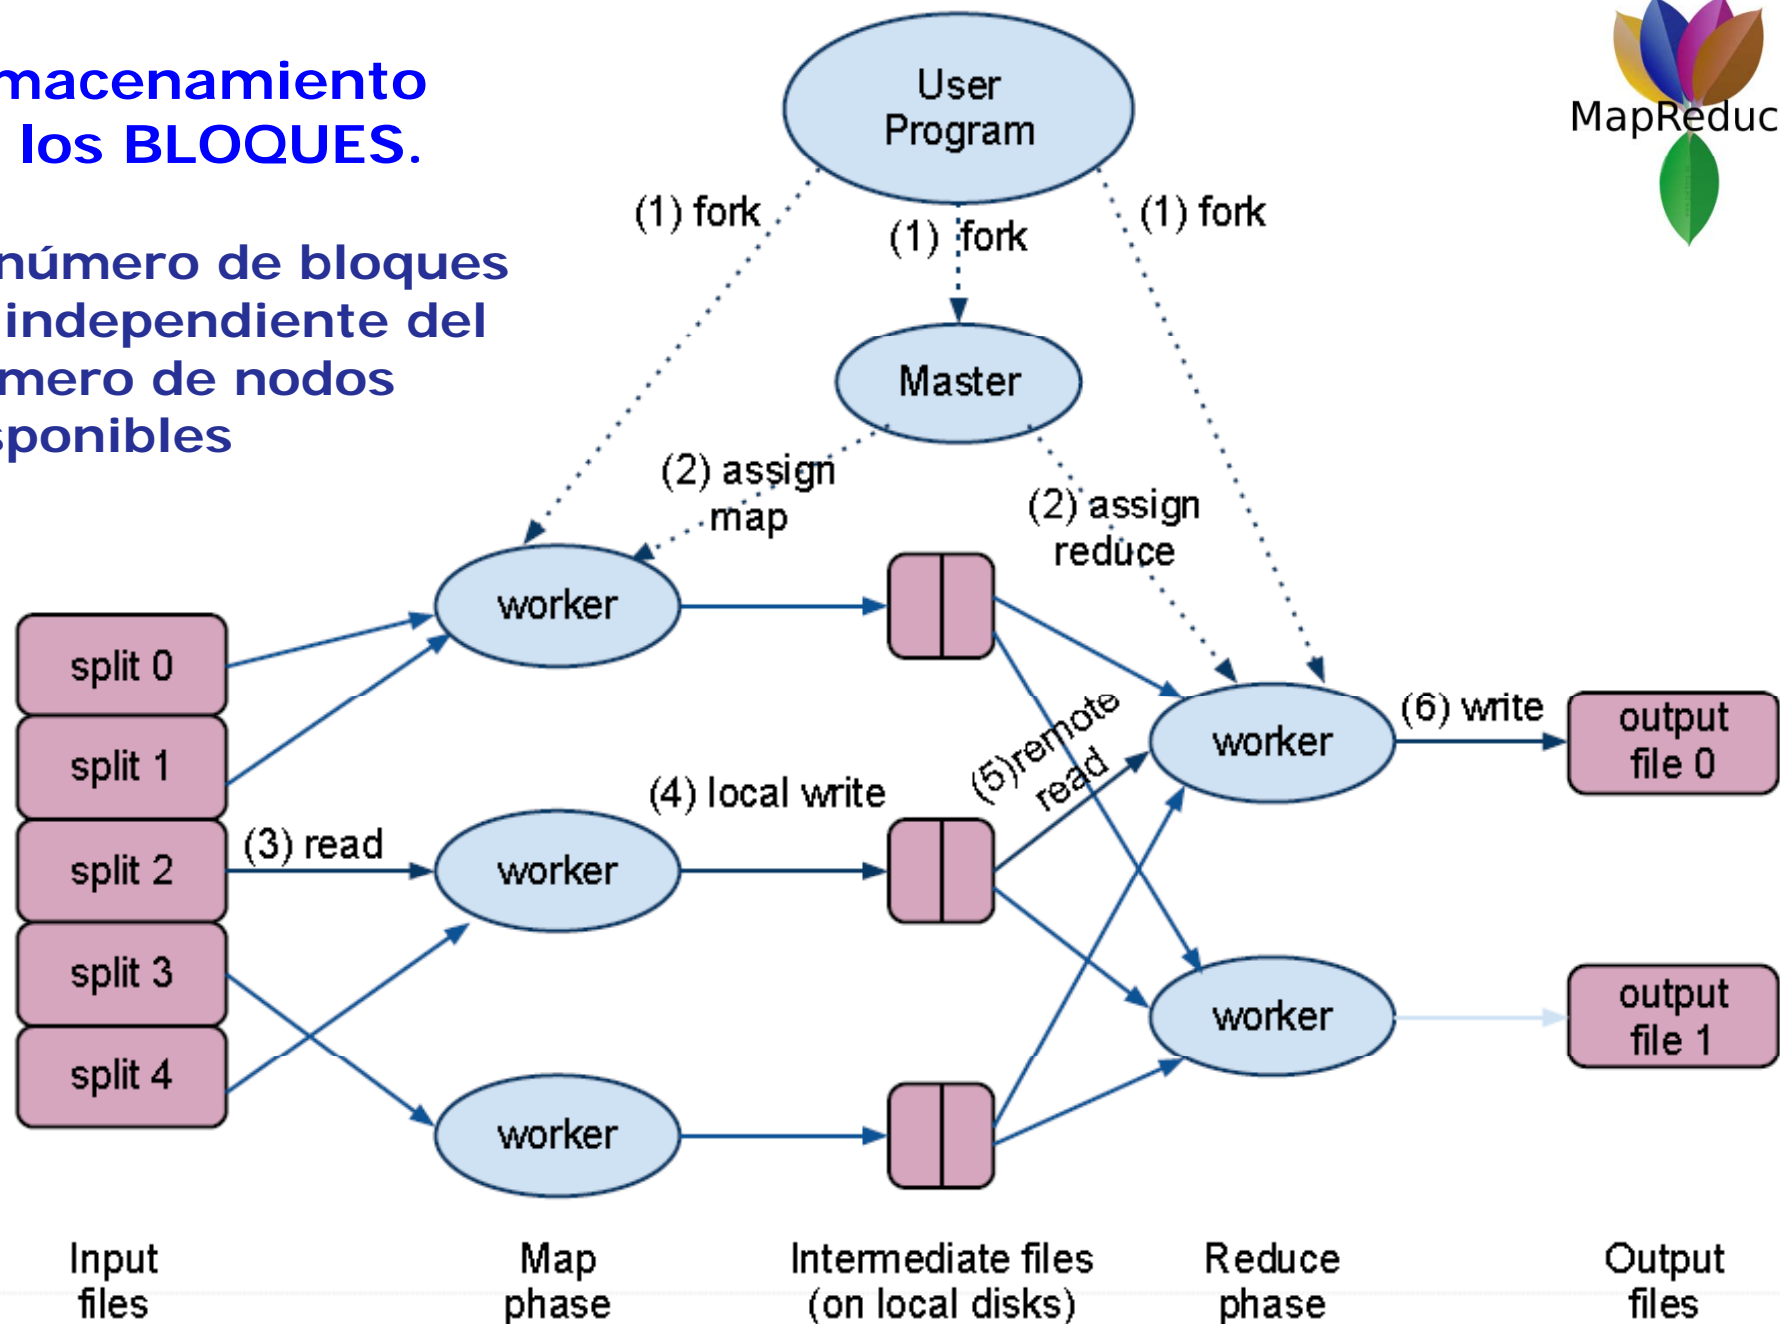 macenamiento
los BLOQUES.
número de bloques
independiente del
mero de nodos
sponibles
MapReduc
User
Program
(1) fork
(1) fork
(1) fork
Master
(2) assign
map
(2) assign
reduce
worker
split 0
split 1
split 2
split 3
split 4
(3) read
worker
(4) local write
(5)remote
read
worker
(6) write
output
file 0
worker
worker
output
file 1
Input
files
Map
phase
Intermediate files
(on local disks)
Reduce
phase
Output
files